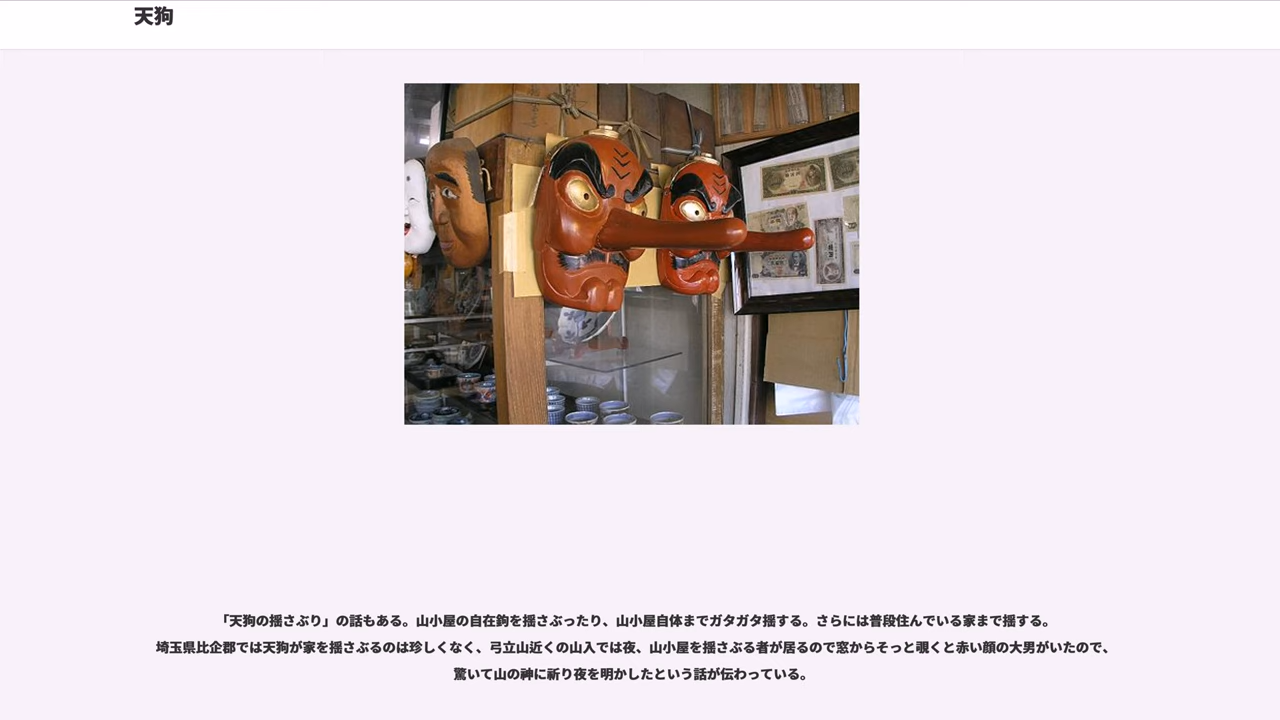 天狗
「天狗の揺さぶり」の話もある。山小屋の自在鉤を揺さぶったり、山小屋自体までガタガタ揺する。さらには普段住んでいる家まで揺する。
埼玉県比企郡では天狗が家を揺さぶるのは珍しくなく、弓立山近くの山入では夜、山小屋を揺さぶる者が居るので窓からそっと覗くと赤い顔の大男がいたので、
驚いて山の神に祈り夜を明かしたという話が伝わっている。